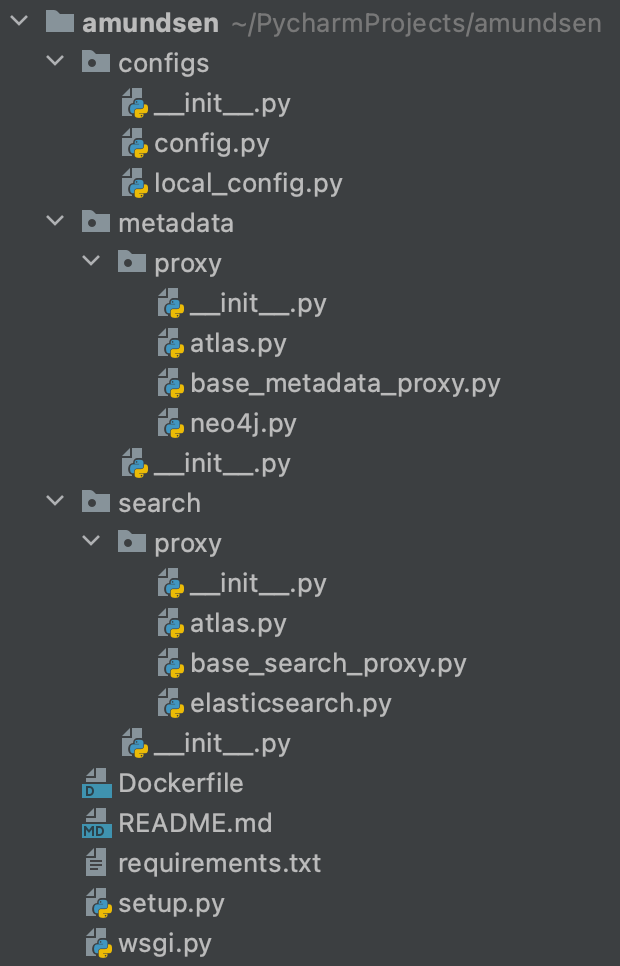 amundsen ~/PycharmProjects/amundsen
configs
__init__.py
config.py
local_config.py
metadata
proxy
__init__.py
atlas.py
base_metadata_proxy.py
neo4j.py
__init__.py
search
proxy
__init__.py
atlas.py
base_search_proxy.py
elasticsearch.py
__init__.py
D Dockerfile
MD README.md
requirements.txt
setup.py
wsgi.py